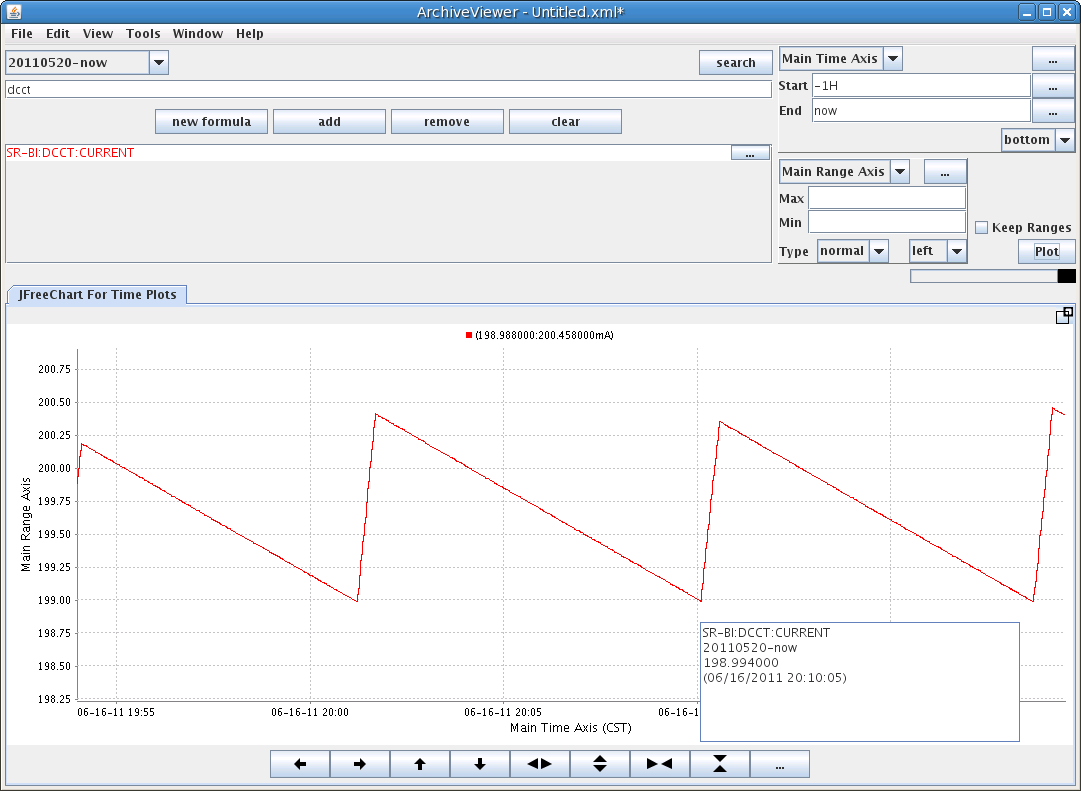 ArchiveViewer - Untitled.xml*
File Edit View Tools Window Help
20110520-now
search
dcct
new formula add remove clear
SR-BI:DCCT:CURRENT ...
Main Time Axis ...
Start -1H ...
End now ...
bottom
Main Range Axis ...
Max
Min
Keep Ranges
Type normal left Plot
JFreeChart For Time Plots
(198.988000:200.458000mA)
Main Range Axis
200.75
200.50
200.25
200.00
199.75
199.50
199.25
199.00
198.75
198.50
198.25
SR-BI:DCCT:CURRENT
20110520-now
198.994000
(06/16/2011 20:10:05)
06-16-11 19:55 06-16-11 20:00 06-16-11 20:05 06-16-1
Main Time Axis (CST)
...